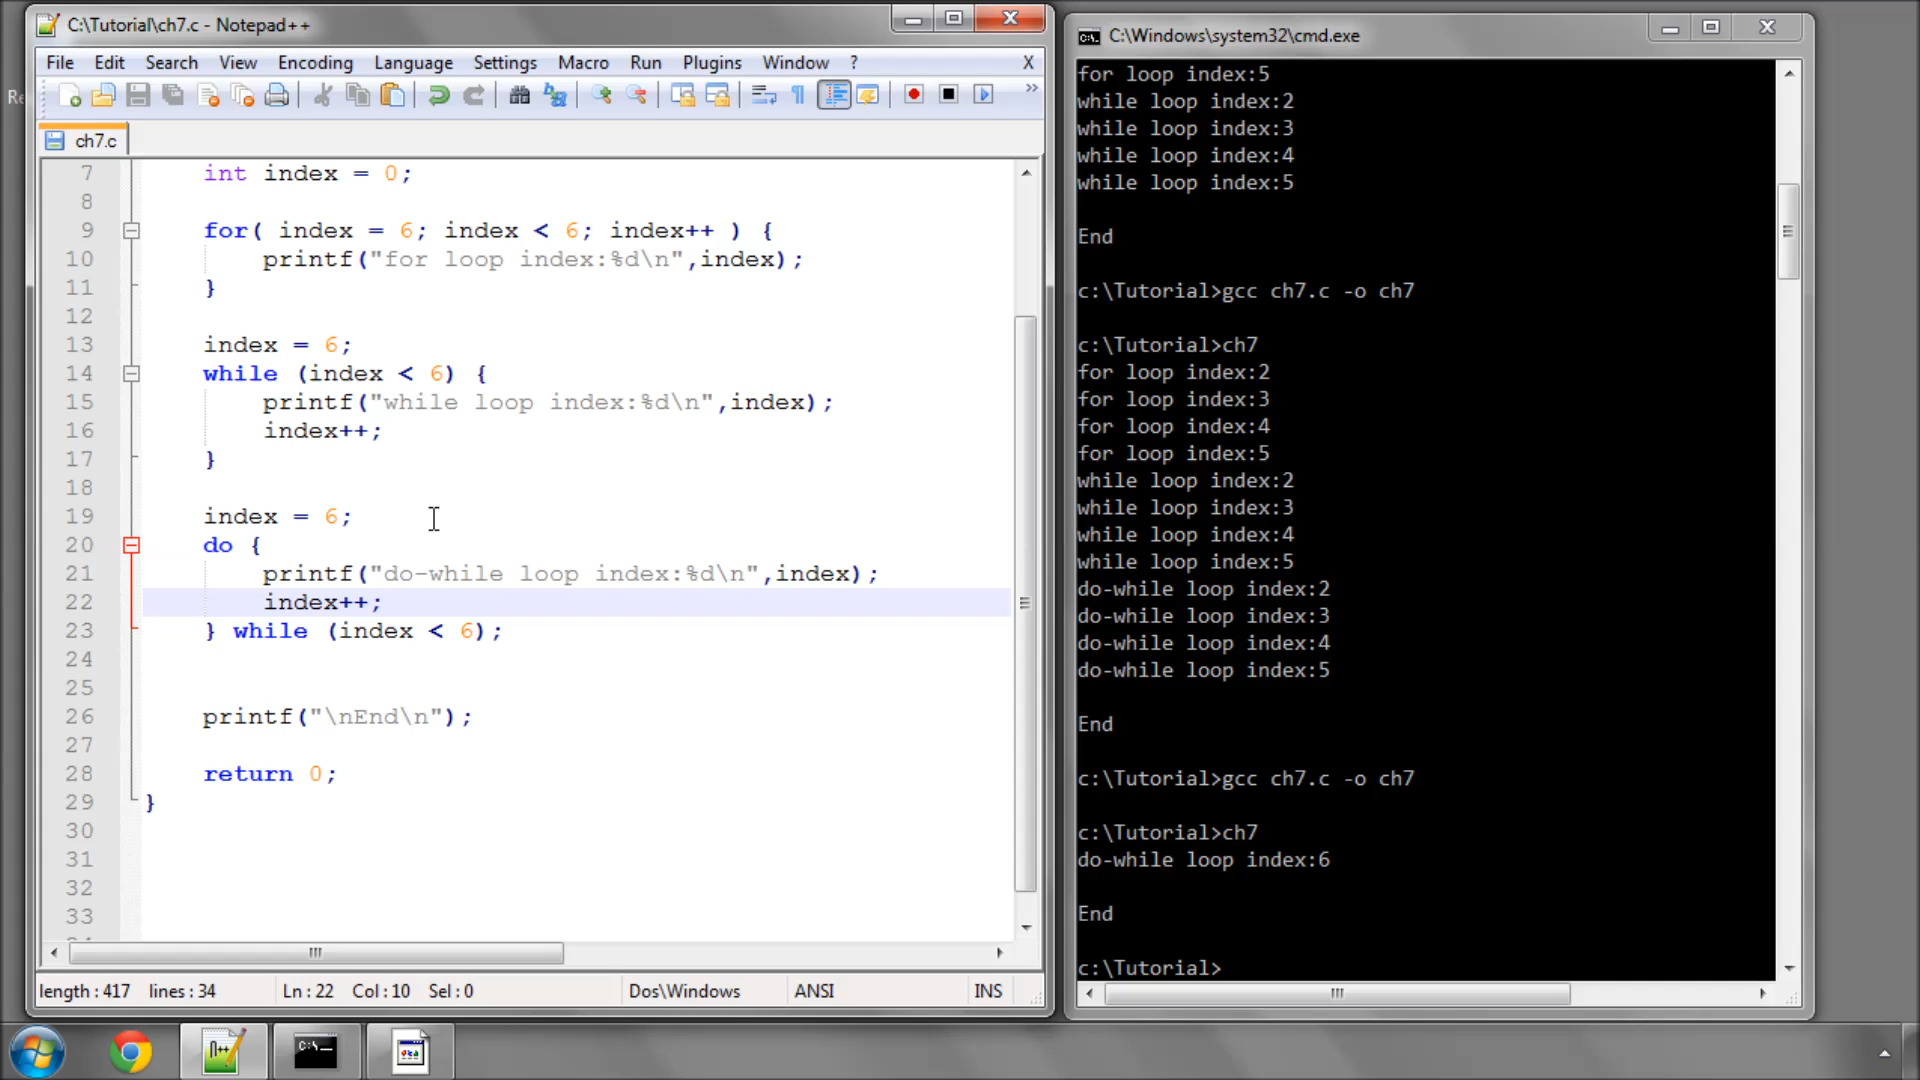 C:\Tutorial\ch7.c - Notepad++
File Edit Search View Encoding Language Settings Macro Run Plugins Window ? X
ch7.c
7 int index = 0;
8
9 for( index = 6; index < 6; index++ ) {
10 printf("for loop index:%d\n",index);
11 }
12
13 index = 6;
14 while (index < 6) {
15 printf("while loop index:%d\n",index);
16 index++;
17 }
18
19 index = 6;
20 do {
21 printf("do-while loop index:%d\n",index);
22 index++;
23 } while (index < 6);
24
25
26 printf("\nEnd\n");
27
28 return 0;
29 }
30
31
32
33
length : 417 lines : 34 Ln : 22 Col : 10 Sel : 0 Dos\Windows ANSI INS
C:\Windows\system32\cmd.exe
for loop index:5
while loop index:2
while loop index:3
while loop index:4
while loop index:5
End
c:\Tutorial>gcc ch7.c -o ch7
c:\Tutorial>ch7
for loop index:2
for loop index:3
for loop index:4
for loop index:5
while loop index:2
while loop index:3
while loop index:4
while loop index:5
do-while loop index:2
do-while loop index:3
do-while loop index:4
do-while loop index:5
End
c:\Tutorial>gcc ch7.c -o ch7
c:\Tutorial>ch7
do-while loop index:6
End
c:\Tutorial>